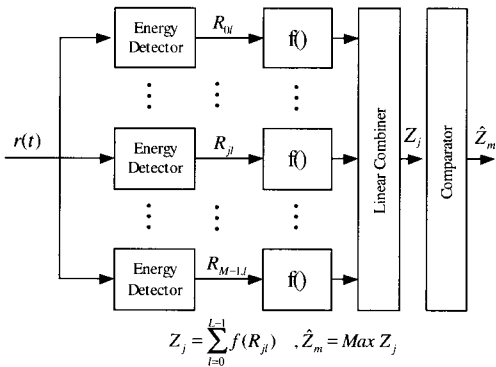 Energy Detector
R_{0l}
f()
r(t)
Energy Detector
R_{jl}
f()
Linear Combiner
Z_j
Comparator
\hat{Z}_m
Energy Detector
R_{M-1,l}
f()
Z_j = \sum_{l=0}^{L-1} f(R_{jl}) , \hat{Z}_m = Max Z_j